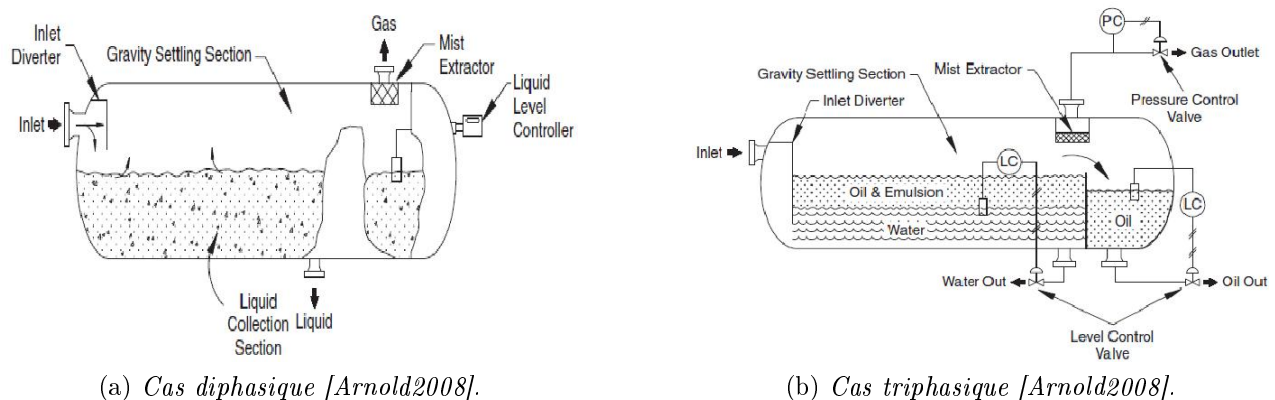 Inlet
Diverter
Gravity Settling Section
Gas
Mist
Extractor
Liquid
Level
Controller
Inlet
Liquid
Collection
Section
Liquid
(a) Cas diphasique [Arnold2008].
PC
Gas Outlet
Mist Extractor
Gravity Settling Section
Pressure Control
Valve
Inlet Diverter
Inlet
LC
Oil & Emulsion
LC
Oil
Water
Water Out
Oil Out
Level Control
Valve
(b) Cas triphasique [Arnold2008].